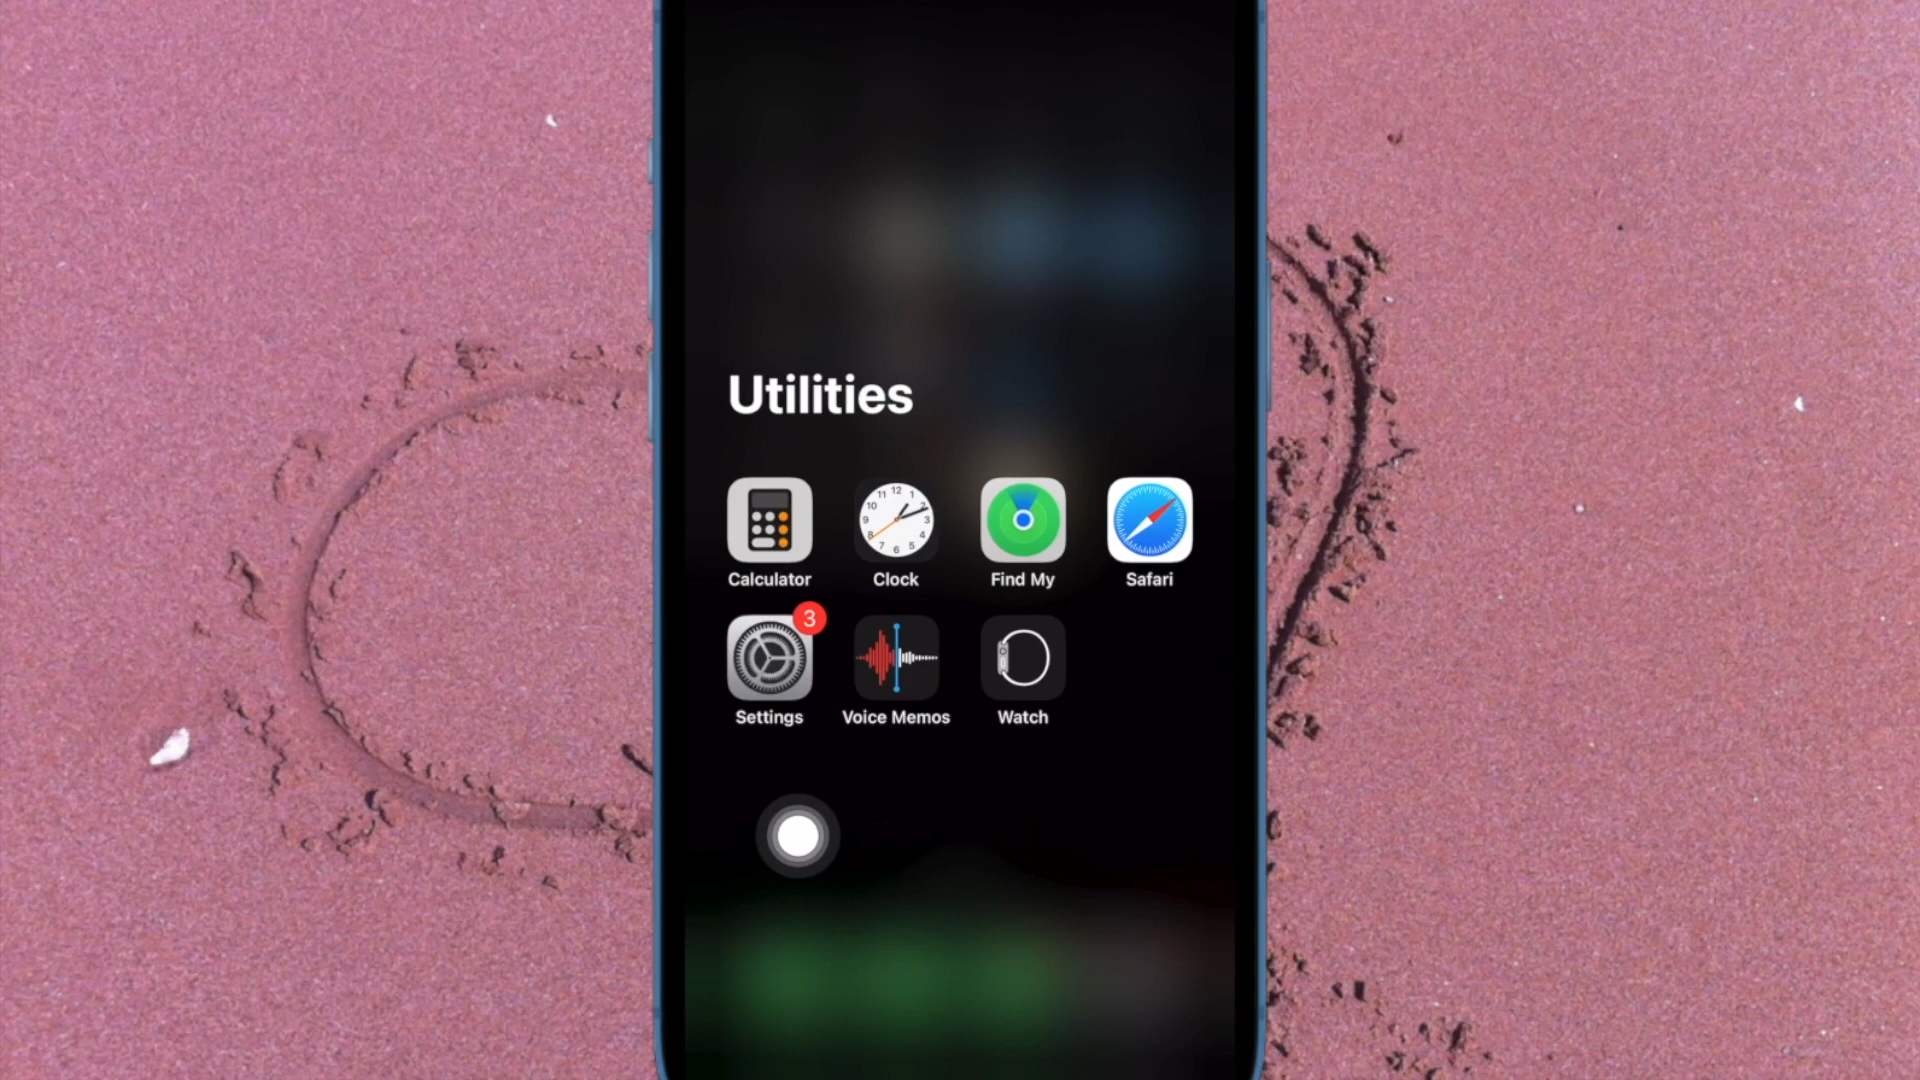 Utilities
Calculator
Clock
Find My
Safari
3
Settings
Voice Memos
Watch